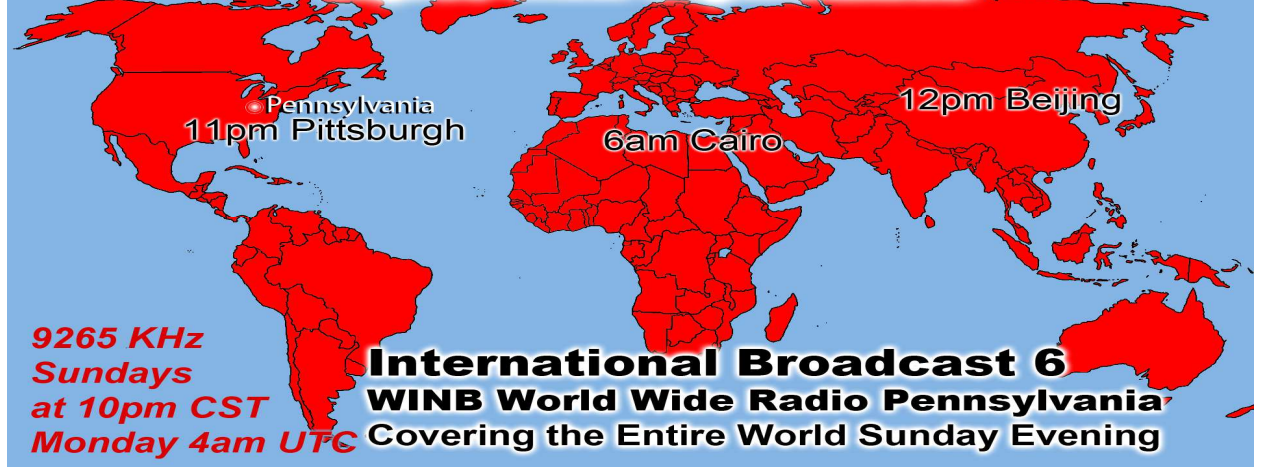 Pennsylvania
11pm Pittsburgh
6am Cairo
12pm Beijing
9265 KHz
Sundays
at 10pm CST
Monday 4am UTC
International Broadcast 6
WINB World Wide Radio Pennsylvania
Covering the Entire World Sunday Evening